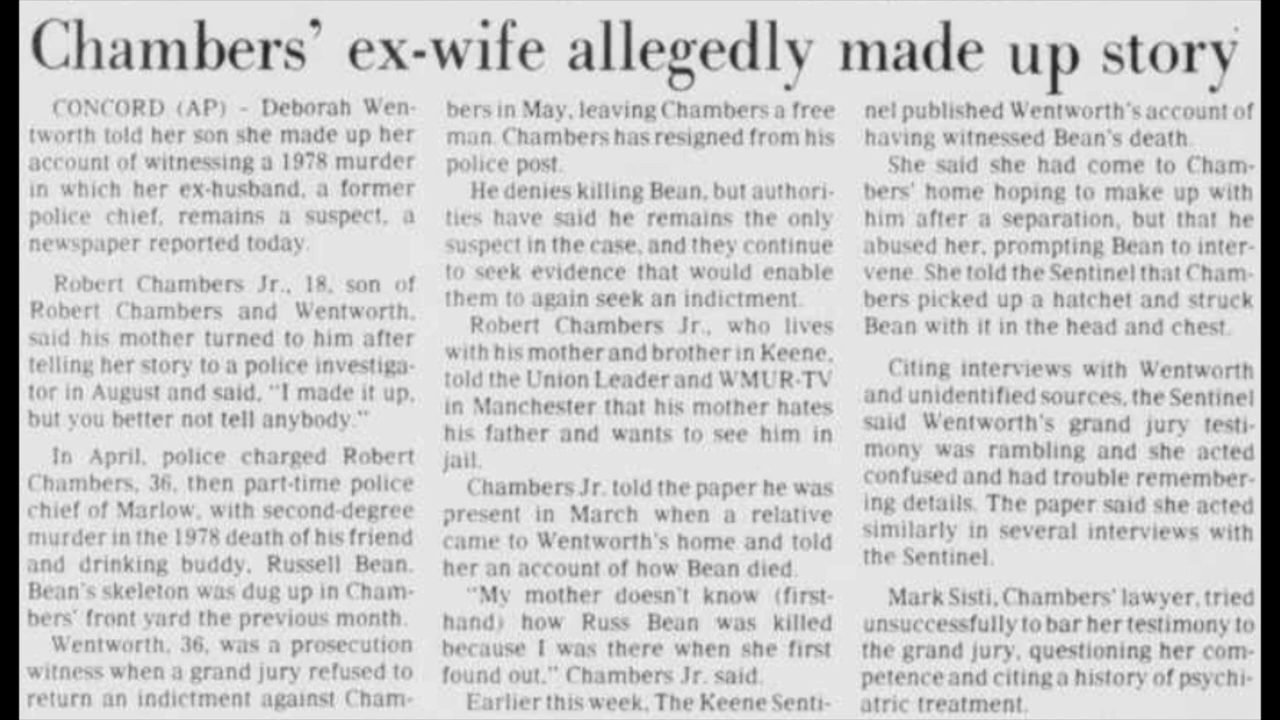 Chambers' ex-wife allegedly made up story
CONCORD (AP) - Deborah Wen-
tworth told her son she made up her
account of witnessing a 1978 murder
in which her ex-husband, a former
police chief, remains a suspect, a
newspaper reported today.
Robert Chambers Jr., 18, son of
Robert Chambers and Wentworth,
said his mother turned to him after
telling her story to a police investiga-
tor in August and said, "I made it up,
but you better not tell anybody."
In April, police charged Robert
Chambers, 36, then part-time police
chief of Marlow, with second-degree
murder in the 1978 death of his friend
and drinking buddy, Russell Bean.
Bean's skeleton was dug up in Cham-
bers' front yard the previous month.
Wentworth, 36, was a prosecution
witness when a grand jury refused to
return an indictment against Cham-
bers in May, leaving Chambers a free
man. Chambers has resigned from his
police post.
He denies killing Bean, but authori-
ties have said he remains the only
suspect in the case, and they continue
to seek evidence that would enable
them to again seek an indictment.
Robert Chambers Jr., who lives
with his mother and brother in Keene,
told the Union Leader and WMUR-TV
in Manchester that his mother hates
his father and wants to see him in
jail.
Chambers Jr. told the paper he was
present in March when a relative
came to Wentworth's home and told
her an account of how Bean died.
"My mother doesn't know (first-
hand) how Russ Bean was killed
because I was there when she first
found out," Chambers Jr. said.
Earlier this week, The Keene Senti-
nel published Wentworth's account of
having witnessed Bean's death.
She said she had come to Cham-
bers' home hoping to make up with
him after a separation, but that he
abused her, prompting Bean to inter-
vene. She told the Sentinel that Cham-
bers picked up a hatchet and struck
Bean with it in the head and chest.
Citing interviews with Wentworth
and unidentified sources, the Sentinel
said Wentworth's grand jury testi-
mony was rambling and she acted
confused and had trouble remember-
ing details. The paper said she acted
similarly in several interviews with
the Sentinel.
Mark Sisti, Chambers' lawyer, tried
unsuccessfully to bar her testimony to
the grand jury, questioning her com-
petence and citing a history of psychi-
atric treatment.